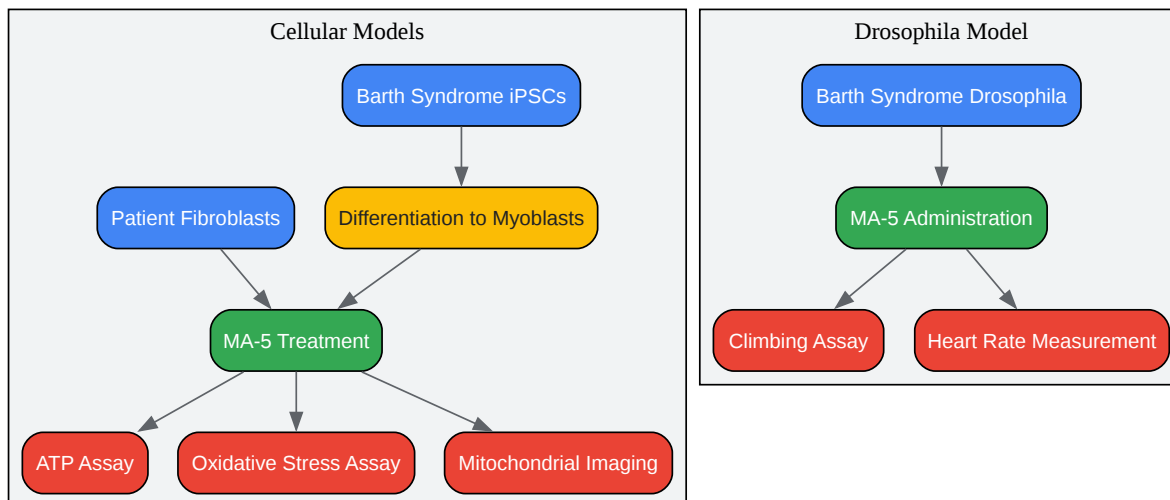 Cellular Models
Barth Syndrome iPSCs
Patient Fibroblasts
Differentiation to Myoblasts
MA-5 Treatment
ATP Assay
Oxidative Stress Assay
Mitochondrial Imaging
Drosophila Model
Barth Syndrome Drosophila
MA-5 Administration
Climbing Assay
Heart Rate Measurement